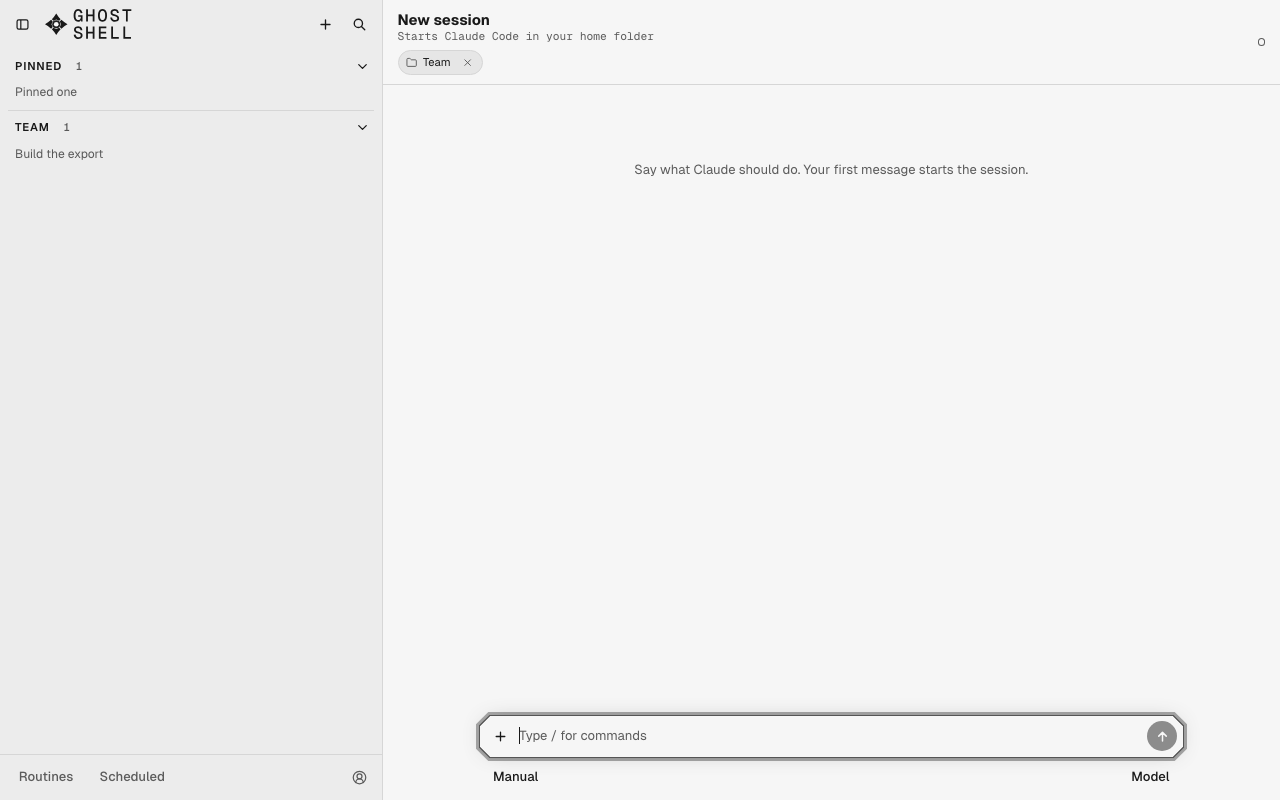 GHOST
SHELL
PINNED 1
Pinned one
TEAM 1
Build the export
Routines Scheduled
New session
Starts Claude Code in your home folder
Team
Say what Claude should do. Your first message starts the session.
Type / for commands
Manual Model